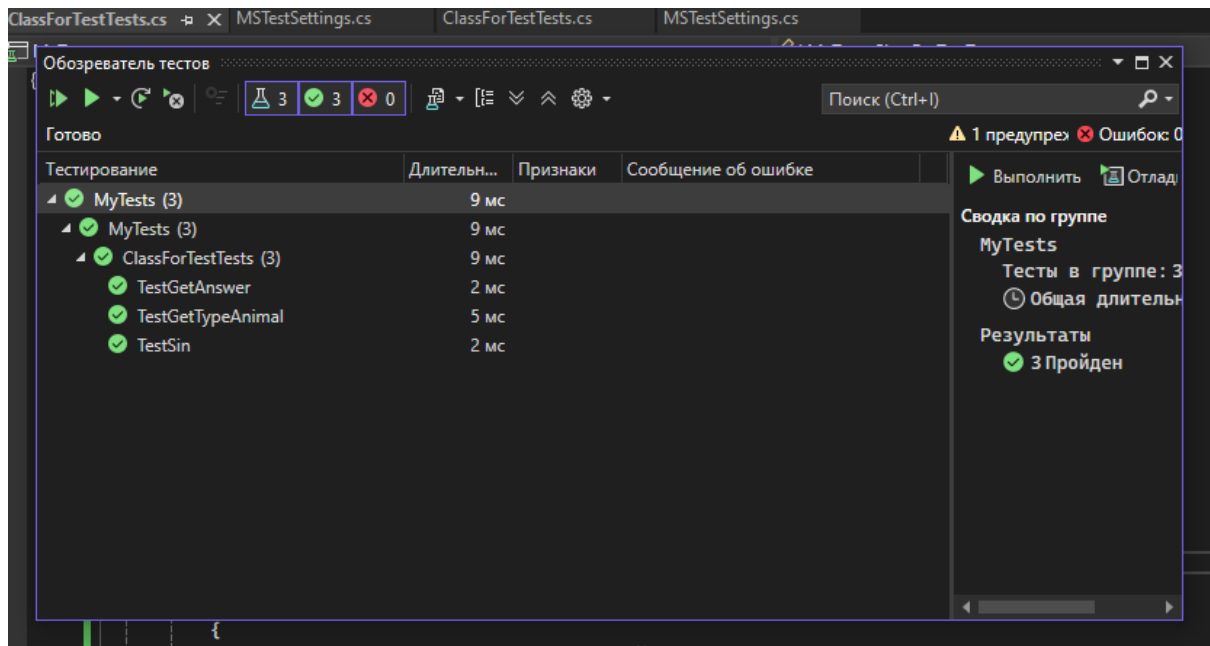 ClassForTestTests.cs MSTestSettings.cs ClassForTestTests.cs MSTestSettings.cs
Обозреватель тестов
3 3 0 Поиск (Ctrl+I)
Готово 1 предупреж Ошибок: 0
Тестирование Длительн... Признаки Сообщение об ошибке
MyTests (3) 9 мс
MyTests (3) 9 мс
ClassForTestTests (3) 9 мс
TestGetAnswer 2 мс
TestGetTypeAnimal 5 мс
TestSin 2 мс
Выполнить Отлад
Сводка по группе
MyTests
Тесты в группе: 3
Общая длительн
Результаты
3 Пройден
{